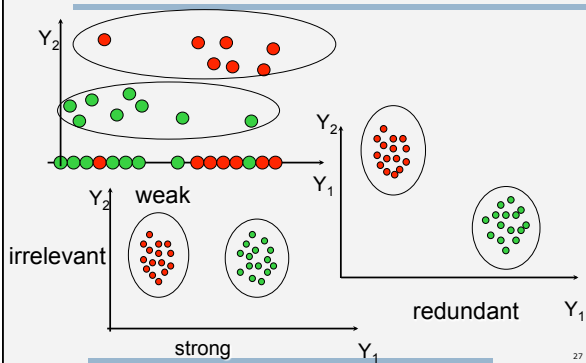 Y2
Y1
weak
Y2
irrelevant
strong
Y1
Y2
redundant
Y1
27